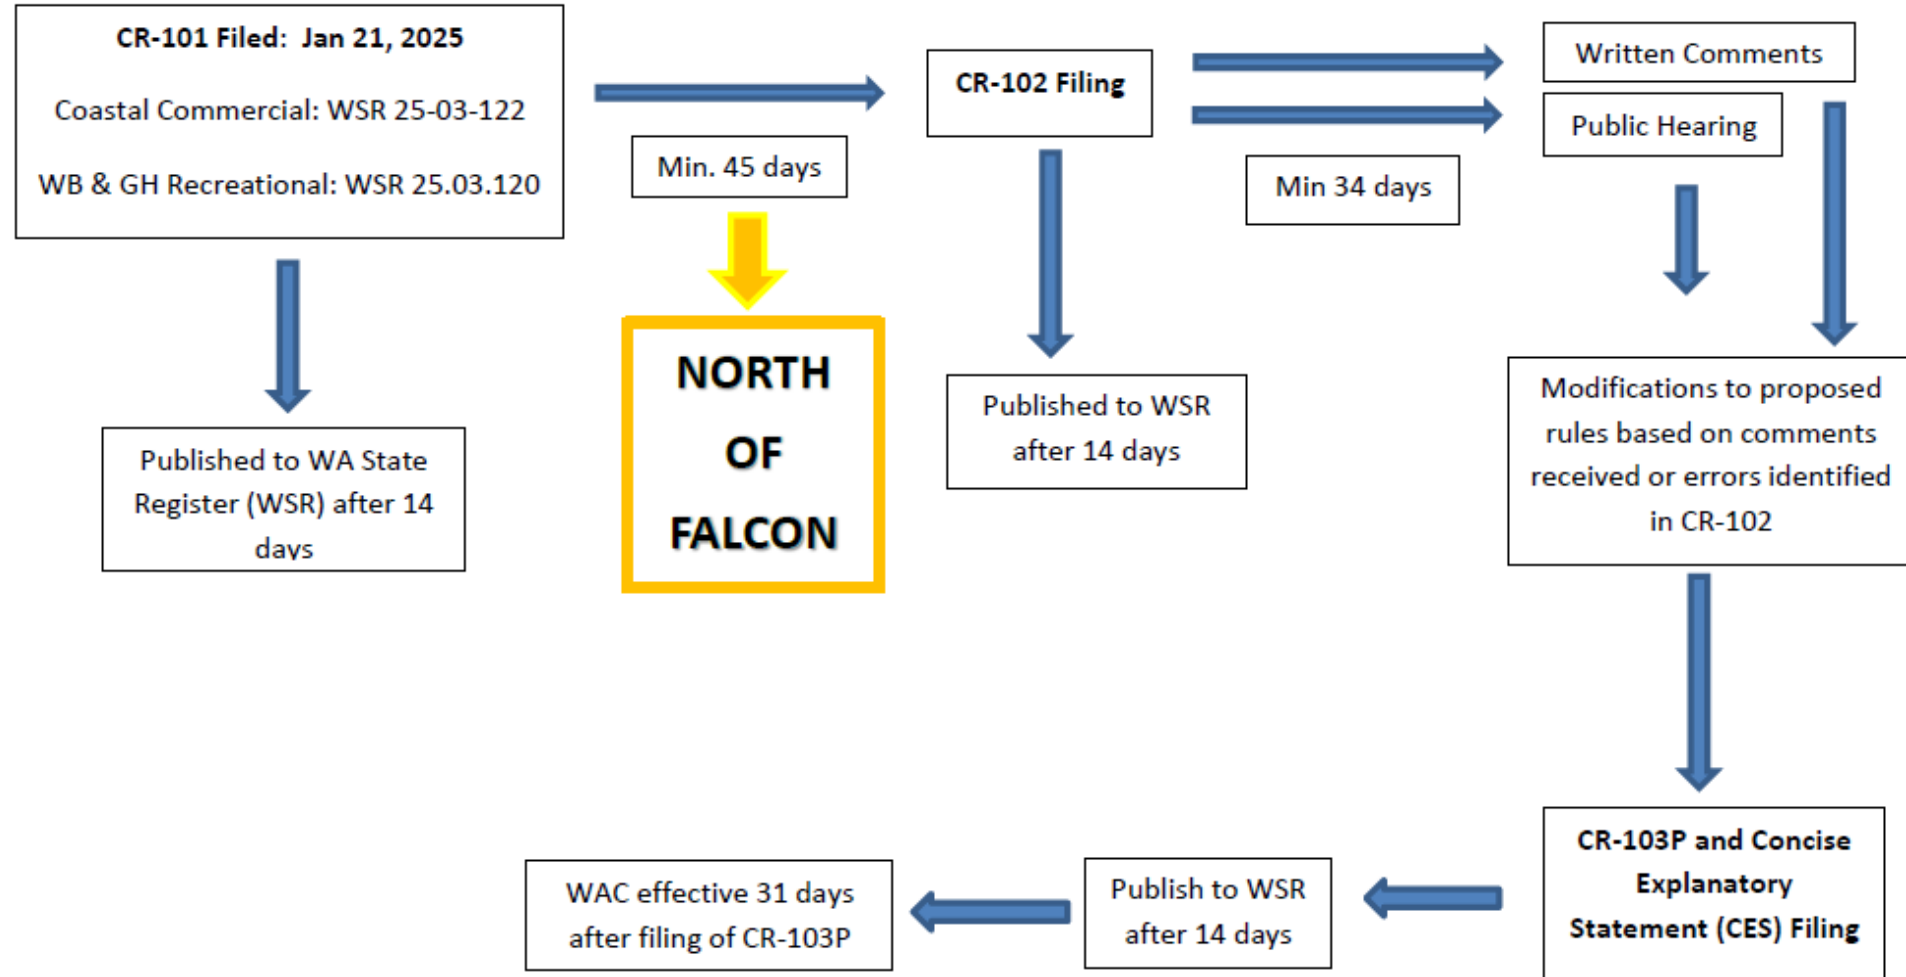 CR-101 Filed:  Jan 21, 2025
Coastal Commercial: WSR 25-03-122
WB & GH Recreational: WSR 25.03.120
Min. 45 days
CR-102 Filing
Written Comments
Public Hearing
Min 34 days
NORTH
OF
FALCON
Published to WA State
Register (WSR) after 14
days
Published to WSR
after 14 days
Modifications to proposed
rules based on comments
received or errors identified
in CR-102
CR-103P and Concise
Explanatory
Statement (CES) Filing
Publish to WSR
after 14 days
WAC effective 31 days
after filing of CR-103P